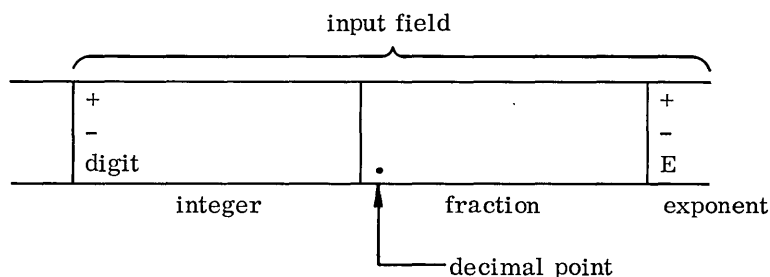 input field
+ +
- -
digit . E
integer fraction exponent
decimal point